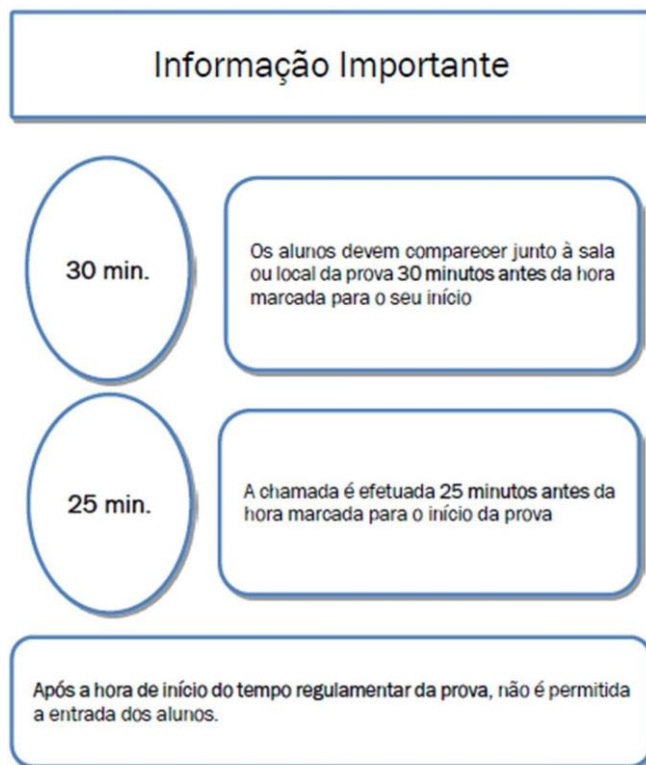 Informação Importante
30 min.
Os alunos devem comparecer junto à sala
ou local da prova 30 minutos antes da hora
marcada para o seu início
25 min.
A chamada é efetuada 25 minutos antes da
hora marcada para o início da prova
Após a hora de início do tempo regulamentar da prova, não é permitida
a entrada dos alunos.